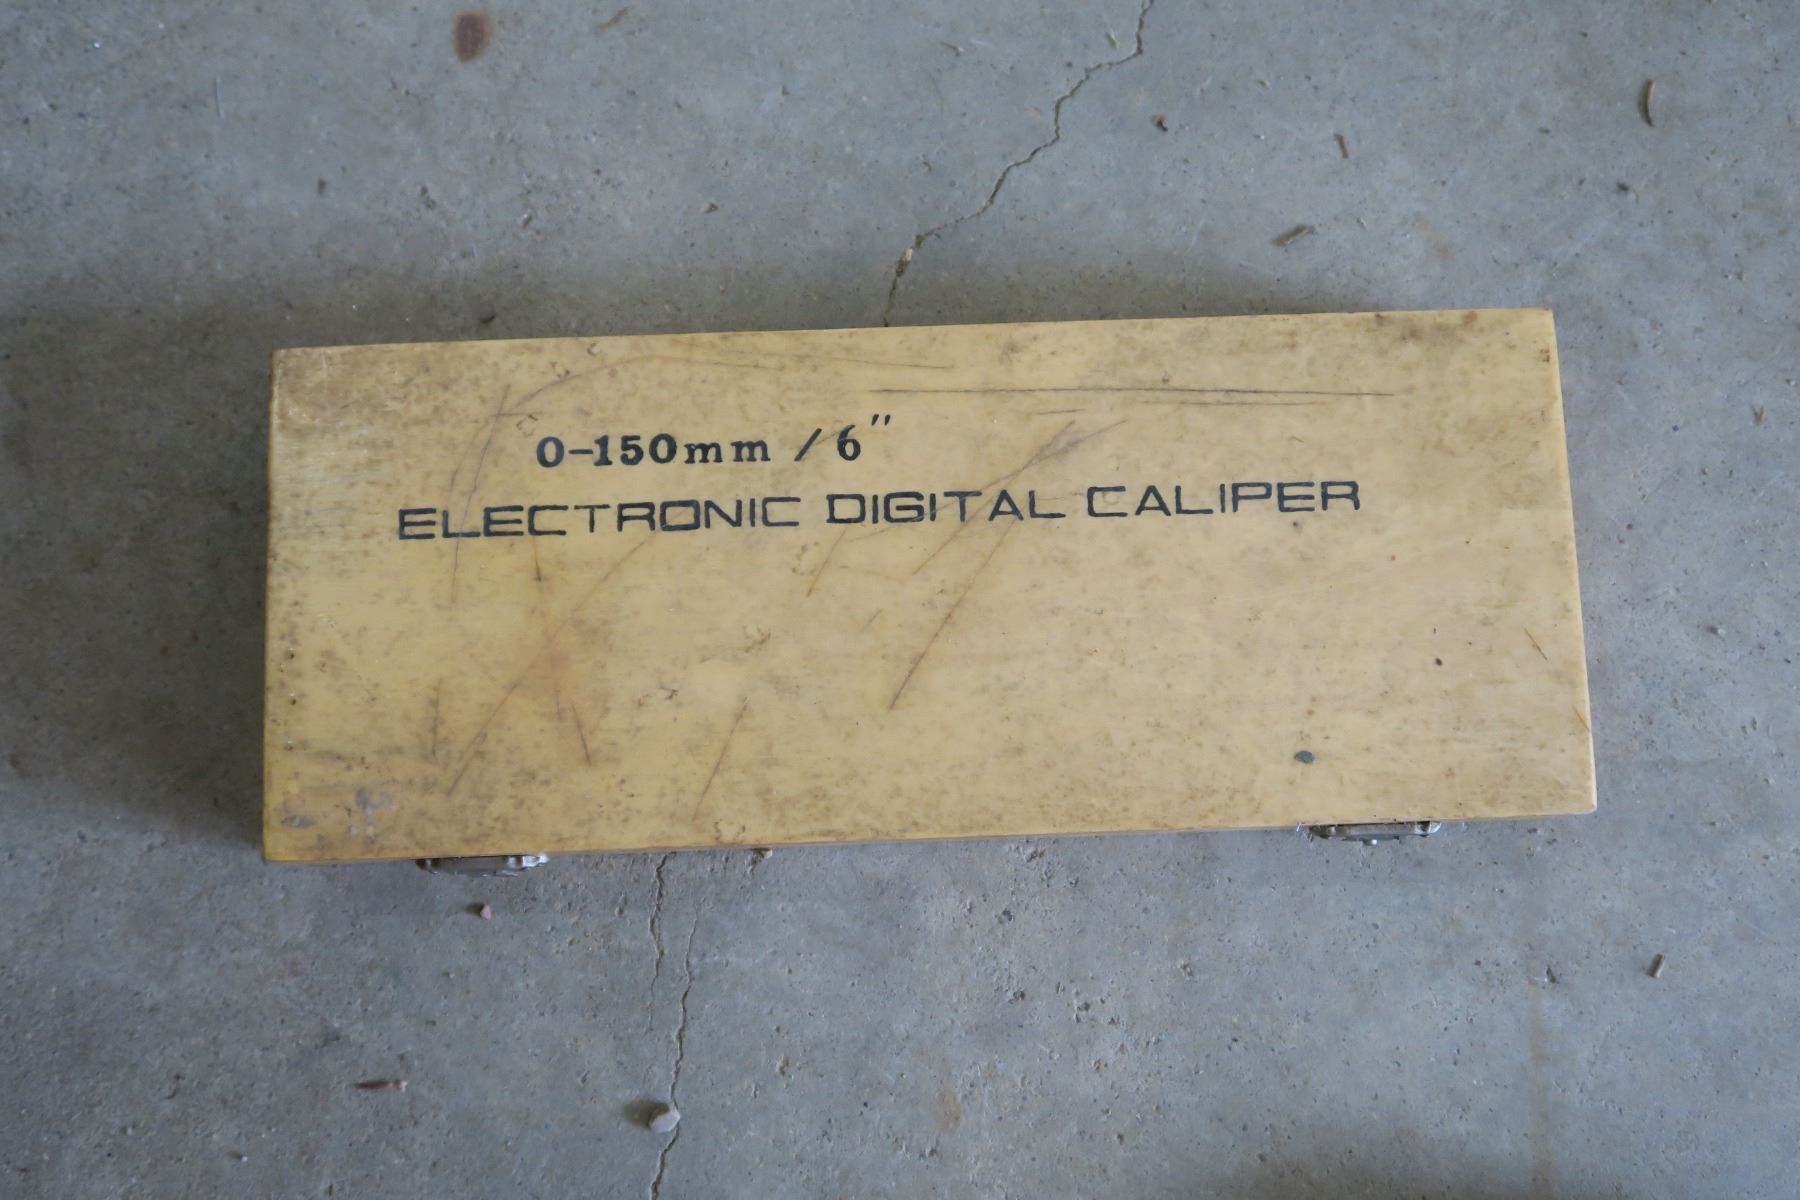 0-150mm / 6"
ELECTRONIC DIGITAL CALIPER